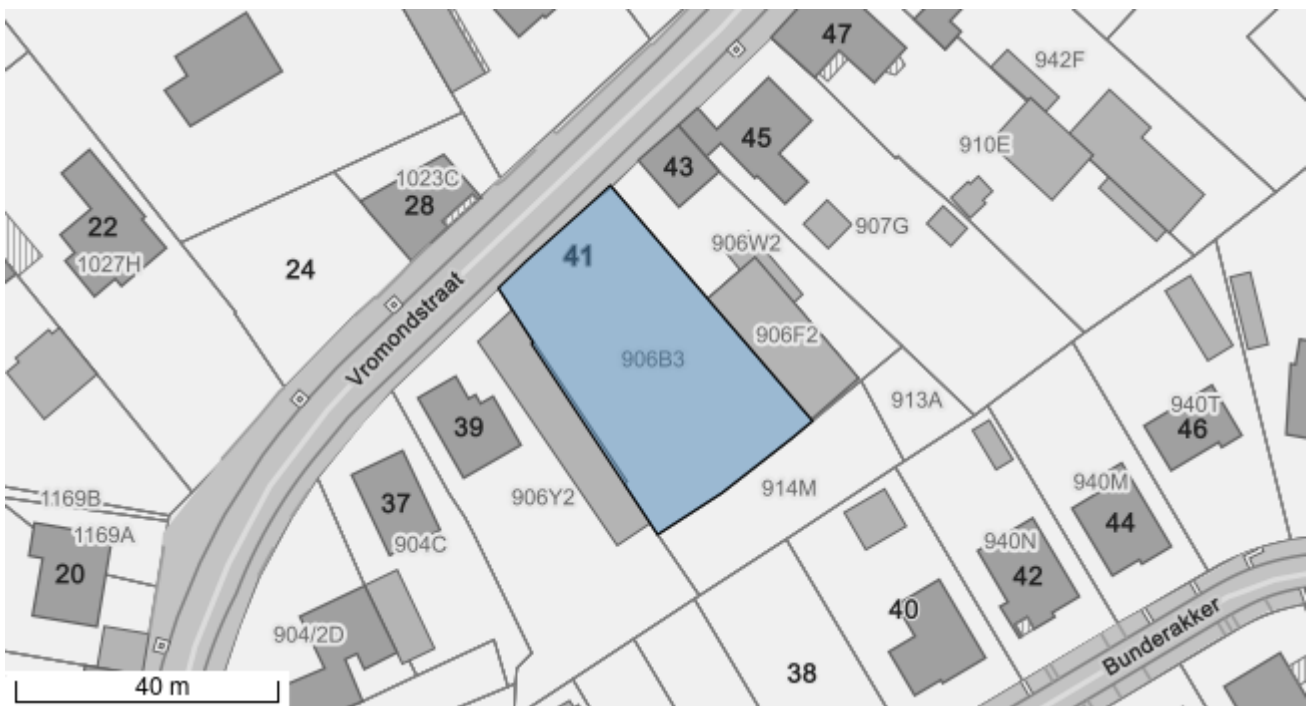 47
942F
45
910E
43
1023C
28
22
1027H
24
41
906W2
907G
Vromondstraat
906F2
906B3
913A
940T
46
39
906Y2
914M
940M
44
1169B
1169A
37
904C
940N
42
20
904/2D
40
Bunderakker
38
40 m